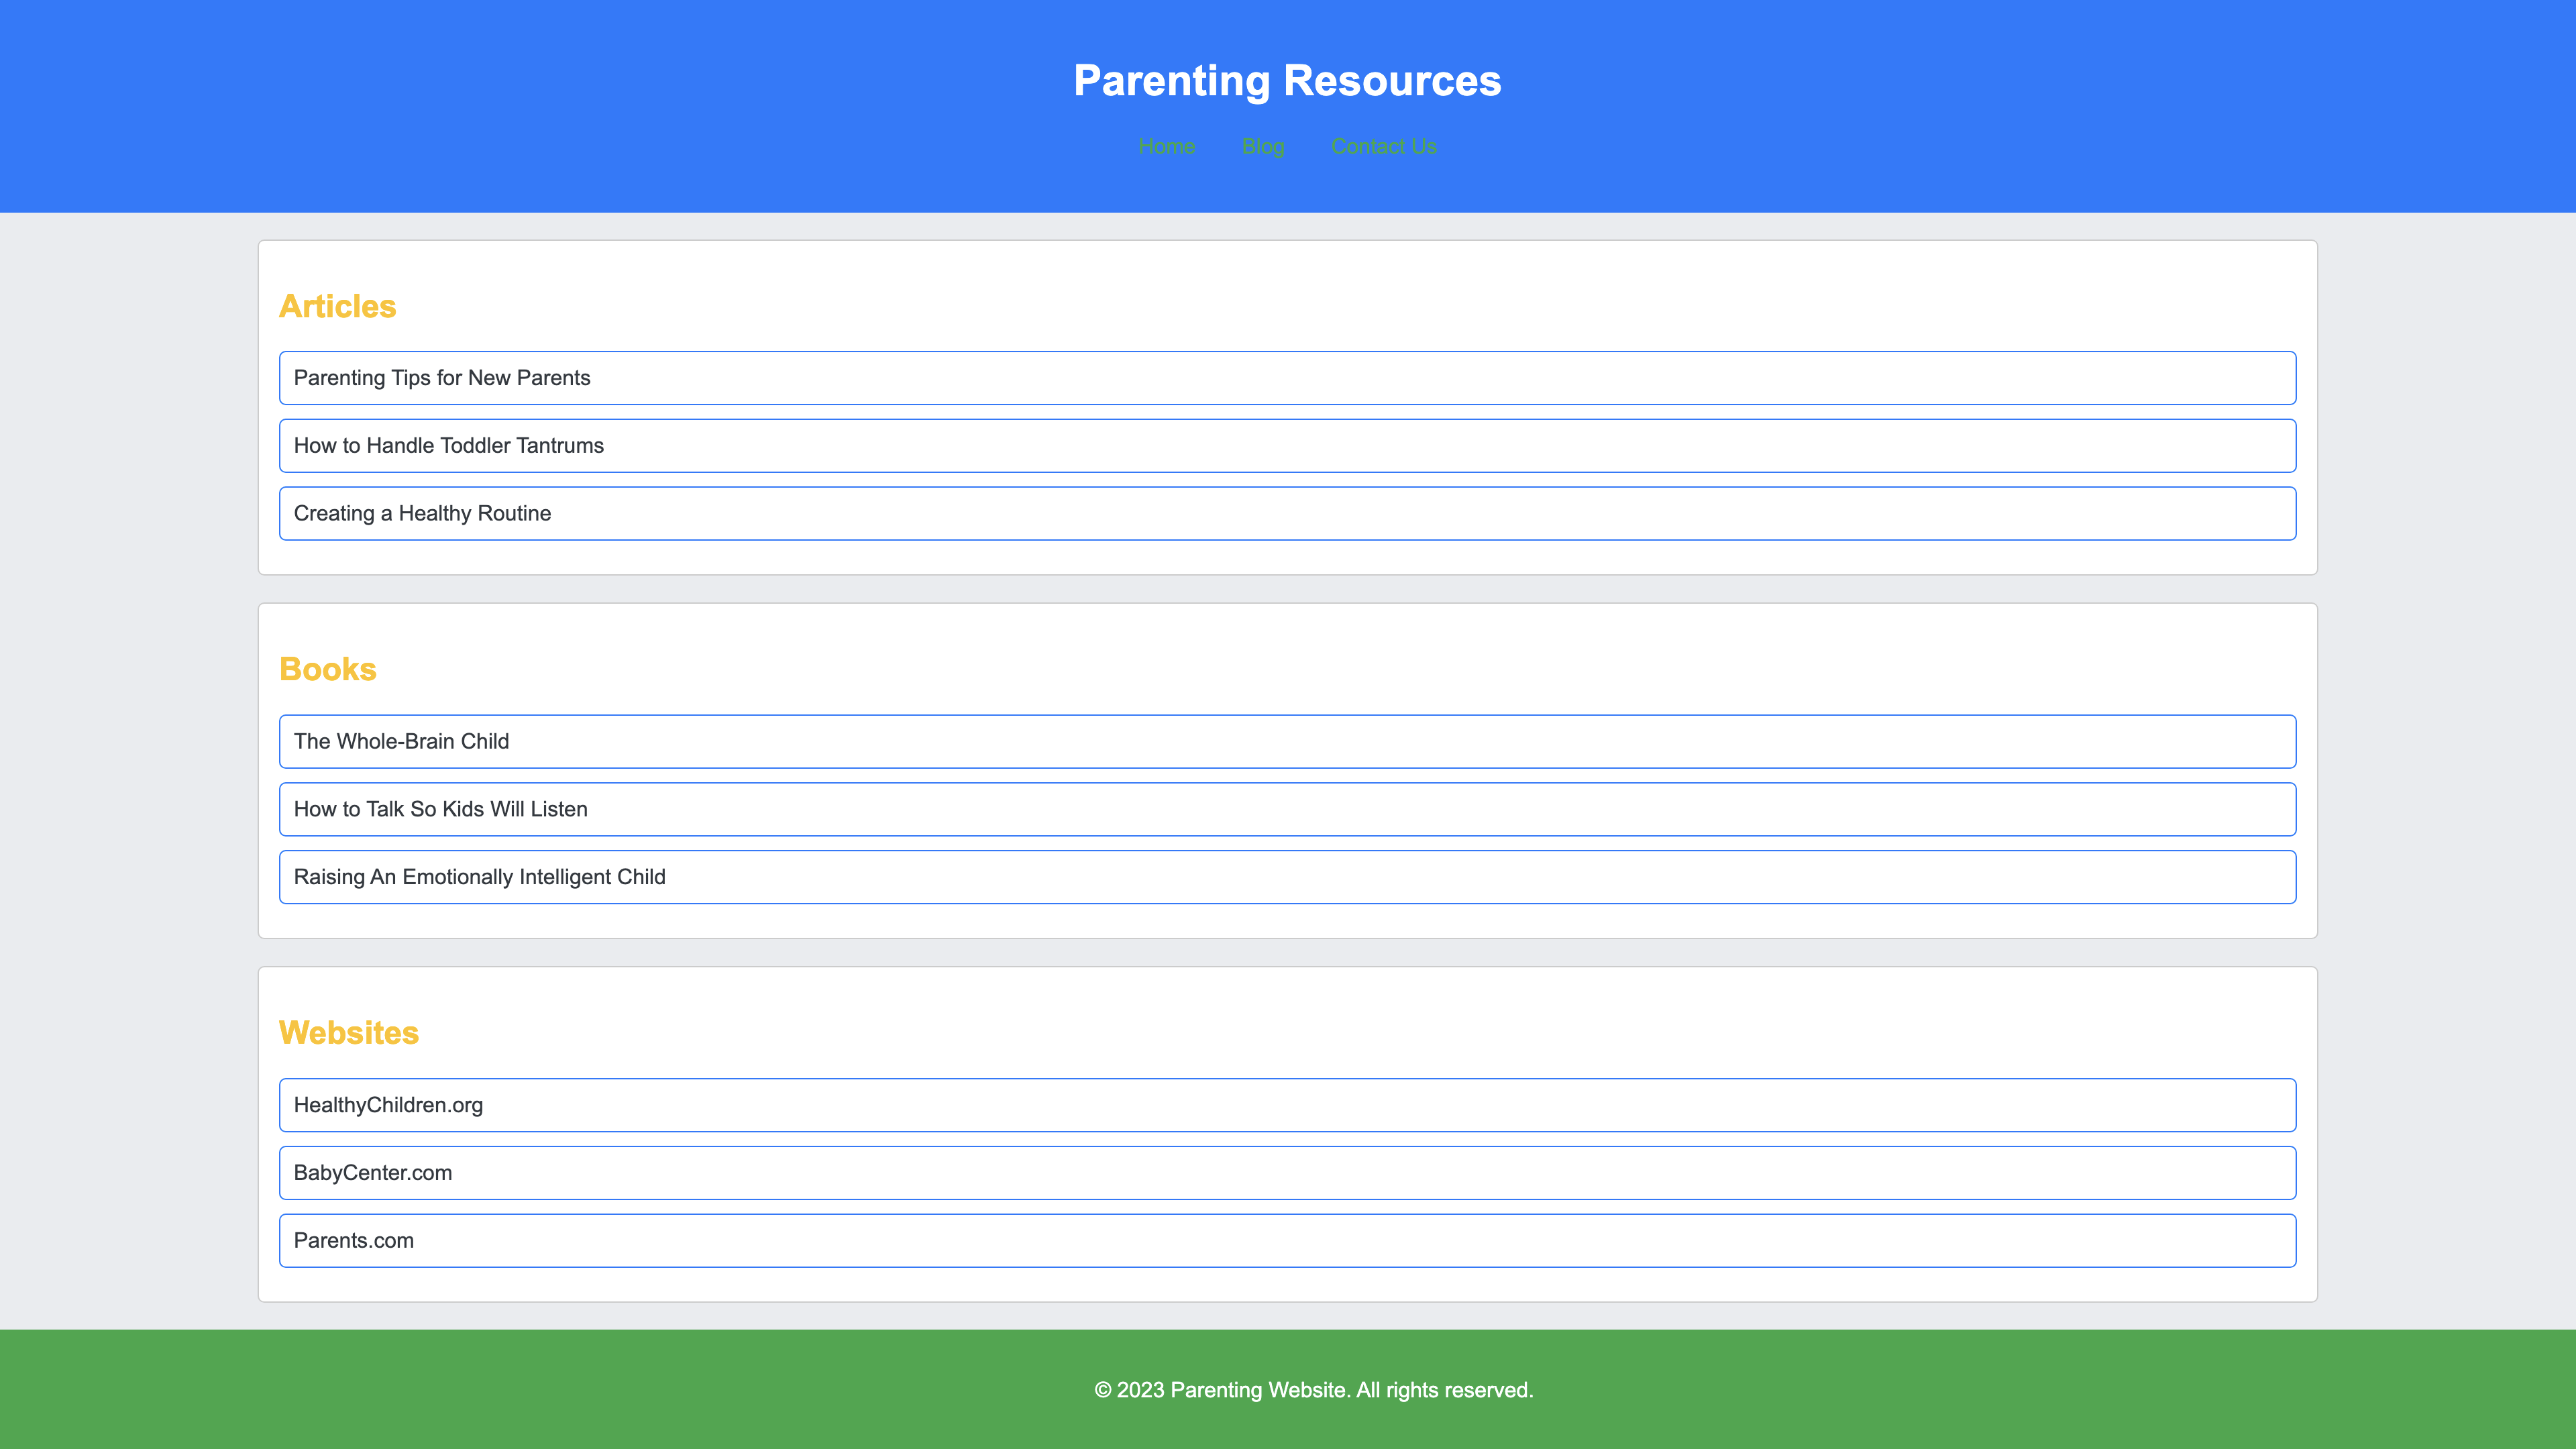 Parenting Resources
Home Blog Contact Us
Articles
Parenting Tips for New Parents
How to Handle Toddler Tantrums
Creating a Healthy Routine
Books
The Whole-Brain Child
How to Talk So Kids Will Listen
Raising An Emotionally Intelligent Child
Websites
HealthyChildren.org
BabyCenter.com
Parents.com
© 2023 Parenting Website. All rights reserved.